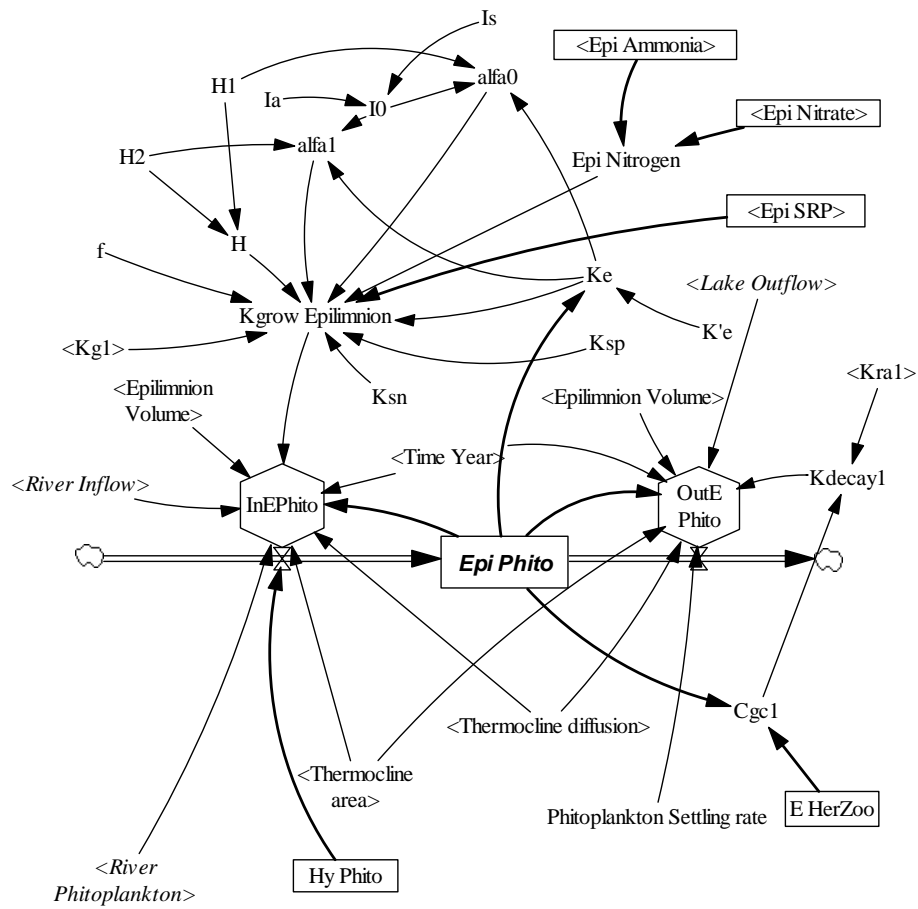 Is
<Epi Ammonia>
H1
alfa0
Ia
I0
<Epi Nitrate>
alfa1
H2
Epi Nitrogen
<Epi SRP>
H
f
Ke
<Lake Outflow>
Kgrow Epilimnion
K'e
<Kg1>
Ksp
<Kra1>
<Epilimnion
Volume>
Ksn
<Epilimnion Volume>
<Time Year>
Kdecay1
<River Inflow>
InEPhito
OutE
Phito
Epi Phito
Cgc1
<Thermocline diffusion>
<Thermocline
area>
Phitoplankton Settling rate
E HerZoo
<River
Phitoplankton>
Hy Phito